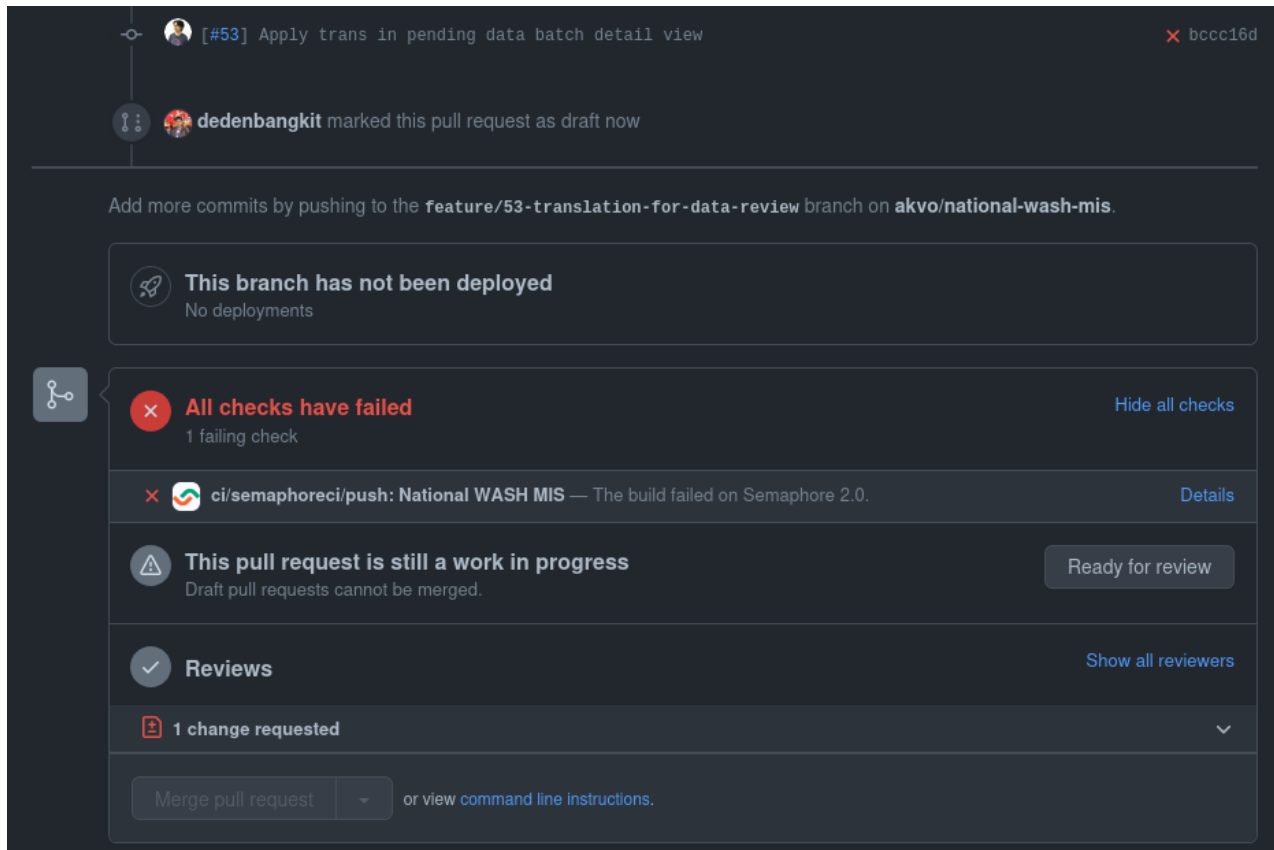 [#53] Apply trans in pending data batch detail view bccc16d
dedenbangkit marked this pull request as draft now
Add more commits by pushing to the feature/53-translation-for-data-review branch on akvo/national-wash-mis.
This branch has not been deployed
No deployments
All checks have failed
Hide all checks
1 failing check
ci/semaphoreci/push: National WASH MIS — The build failed on Semaphore 2.0. Details
This pull request is still a work in progress
Ready for review
Draft pull requests cannot be merged.
Reviews
Show all reviewers
1 change requested
Merge pull request or view command line instructions.